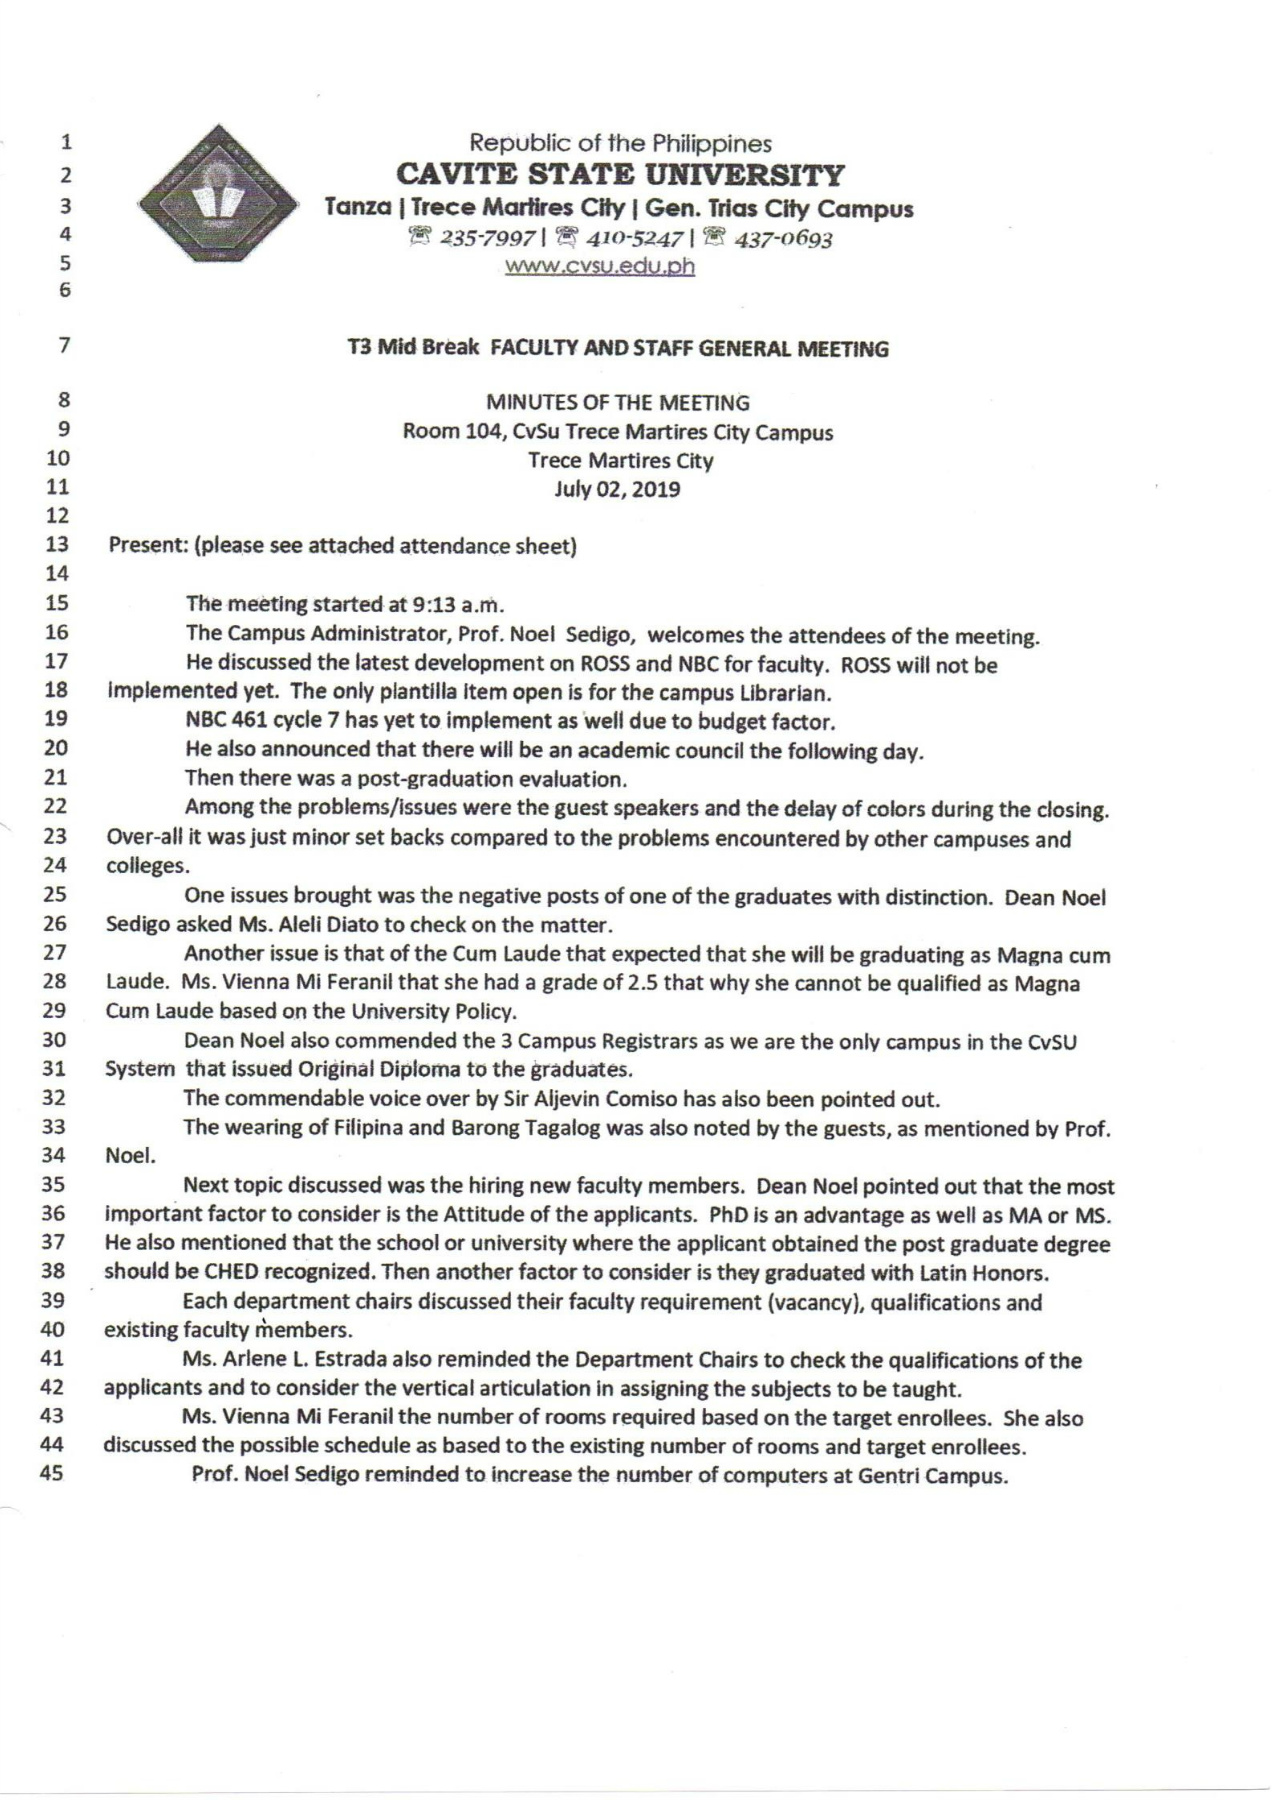 1 Republic of the Philippines
2 CAVITE STATE UNIVERSITY
3 Tanza | Trece Martires City | Gen. Trias City Campus
4 ☏ 235-7997 | ☏ 410-5247 | ☏ 437-0693
5 www.cvsu.edu.ph
6
7 T3 Mid Break FACULTY AND STAFF GENERAL MEETING
8 MINUTES OF THE MEETING
9 Room 104, CvSu Trece Martires City Campus
10 Trece Martires City
11 July 02, 2019
12
13 Present: (please see attached attendance sheet)
14
15 The meeting started at 9:13 a.m.
16 The Campus Administrator, Prof. Noel Sedigo, welcomes the attendees of the meeting.
17 He discussed the latest development on ROSS and NBC for faculty. ROSS will not be
18 implemented yet. The only plantilla item open is for the campus Librarian.
19 NBC 461 cycle 7 has yet to implement as well due to budget factor.
20 He also announced that there will be an academic council the following day.
21 Then there was a post-graduation evaluation.
22 Among the problems/issues were the guest speakers and the delay of colors during the closing.
23 Over-all it was just minor set backs compared to the problems encountered by other campuses and
24 colleges.
25 One issues brought was the negative posts of one of the graduates with distinction. Dean Noel
26 Sedigo asked Ms. Aleli Diato to check on the matter.
27 Another issue is that of the Cum Laude that expected that she will be graduating as Magna cum
28 Laude. Ms. Vienna Mi Feranil that she had a grade of 2.5 that why she cannot be qualified as Magna
29 Cum Laude based on the University Policy.
30 Dean Noel also commended the 3 Campus Registrars as we are the only campus in the CvSU
31 System that issued Original Diploma to the graduates.
32 The commendable voice over by Sir Aljevin Comiso has also been pointed out.
33 The wearing of Filipina and Barong Tagalog was also noted by the guests, as mentioned by Prof.
34 Noel.
35 Next topic discussed was the hiring new faculty members. Dean Noel pointed out that the most
36 important factor to consider is the Attitude of the applicants. PhD is an advantage as well as MA or MS.
37 He also mentioned that the school or university where the applicant obtained the post graduate degree
38 should be CHED recognized. Then another factor to consider is they graduated with Latin Honors.
39 Each department chairs discussed their faculty requirement (vacancy), qualifications and
40 existing faculty members.
41 Ms. Arlene L. Estrada also reminded the Department Chairs to check the qualifications of the
42 applicants and to consider the vertical articulation in assigning the subjects to be taught.
43 Ms. Vienna Mi Feranil the number of rooms required based on the target enrollees. She also
44 discussed the possible schedule as based to the existing number of rooms and target enrollees.
45 Prof. Noel Sedigo reminded to increase the number of computers at Gentri Campus.